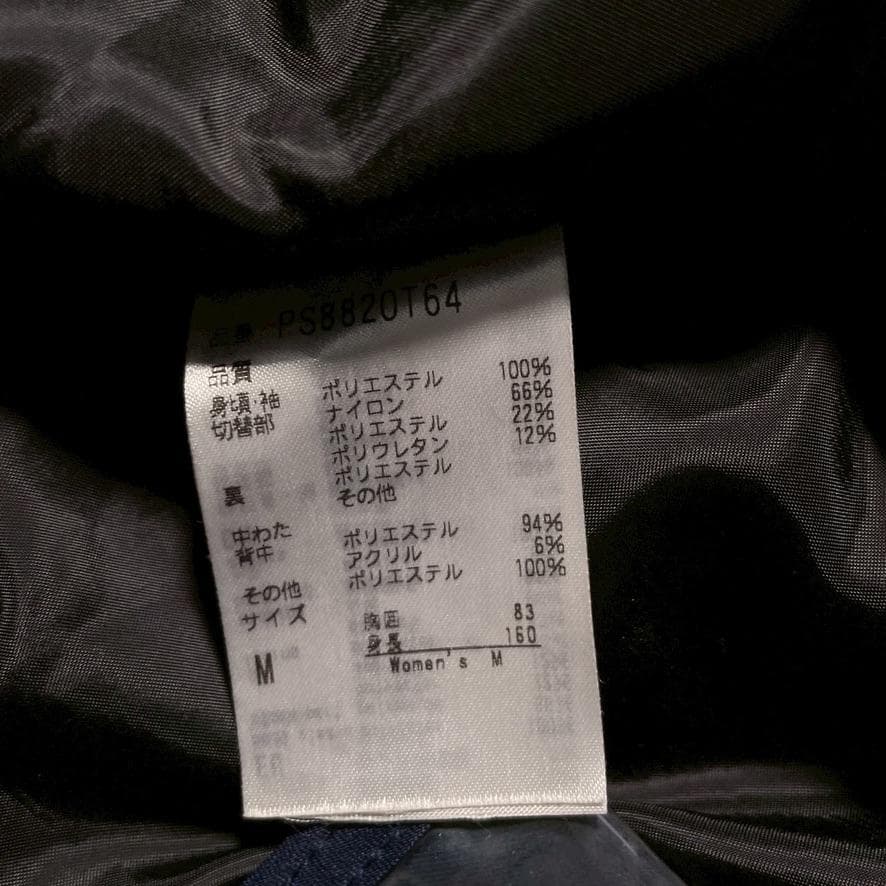 品番 PS8820T64
品質
身頃・袖 ポリエステル 100%
切替部 ナイロン 66%
ポリエステル 22%
ポリウレタン 12%
裏 ポリエステル
その他
中わた ポリエステル 94%
背中 アクリル 6%
その他 ポリエステル 100%
サイズ 胸囲 83
身長 160
M Women's M